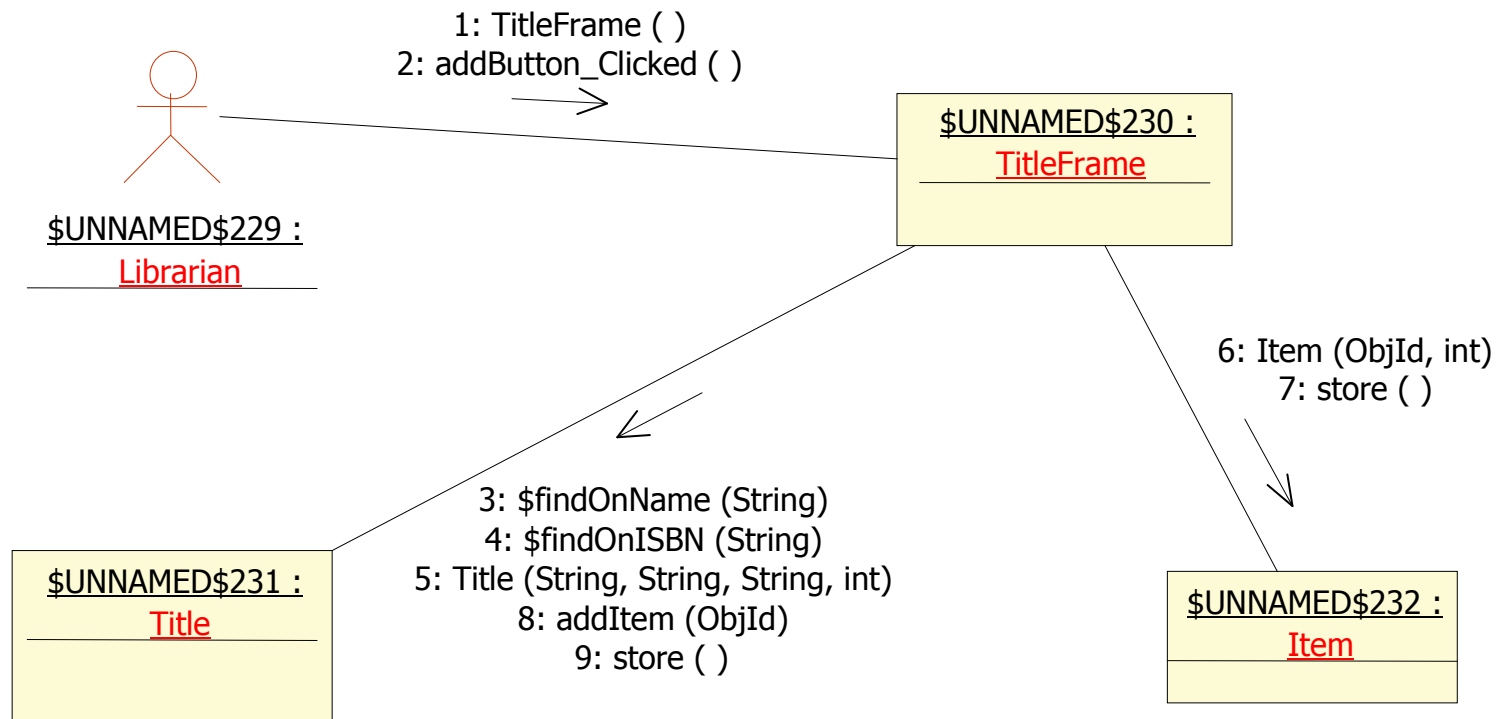 1: TitleFrame ( )
2: addButton_Clicked ( )
$UNNAMED$230 :
TitleFrame
$UNNAMED$229 :
Librarian
6: Item (ObjId, int)
7: store ( )
3: $findOnName (String)
4: $findOnISBN (String)
5: Title (String, String, String, int)
8: addItem (ObjId)
9: store ( )
$UNNAMED$231 :
Title
$UNNAMED$232 :
Item